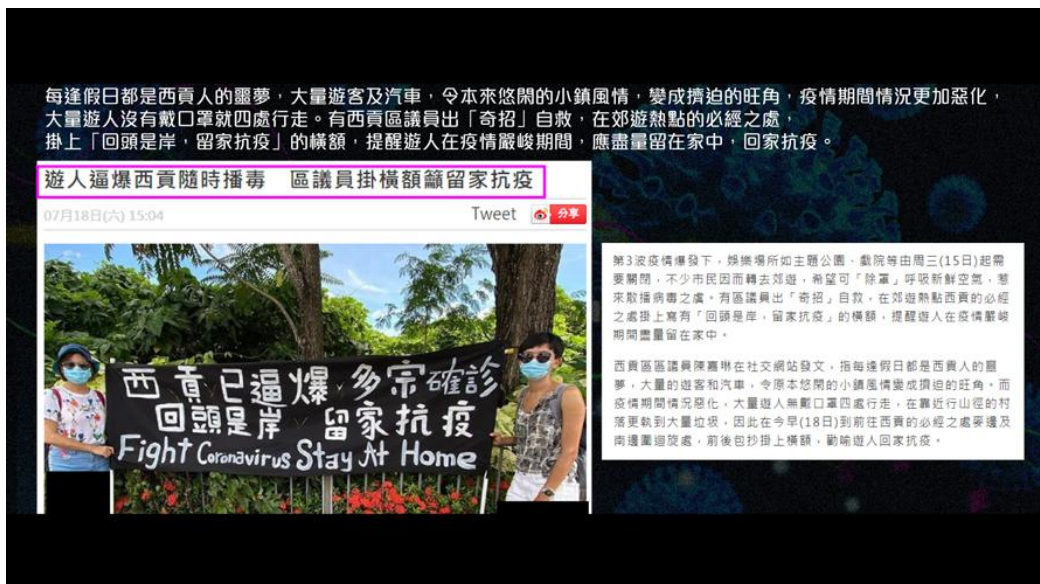 每逢假日都是西貢人的噩夢，大量遊客及汽車，令本來悠閑的小鎮風情，變成擠迫的旺角，疫情期間情況更加惡化，
大量遊人沒有戴口罩就四處行走。有西貢區議員出「奇招」自救，在郊遊熱點的必經之處，
掛上「回頭是岸，留家抗疫」的橫額，提醒遊人在疫情嚴峻期間，應盡量留在家中，回家抗疫。
遊人逼爆西貢隨時播毒　區議員掛橫額籲留家抗疫
07月18日(六) 15:04
Tweet 分享
西貢已逼爆 多宗確診
回頭是岸 留家抗疫
Fight Coronavirus Stay At Home
第3波疫情爆發下，娛樂場所如主題公園、戲院等由周三(15日)起需
要關閉，不少市民因而轉去郊遊，希望可「除罩」呼吸新鮮空氣，惹
來散播病毒之虞。有區議員出「奇招」自救，在郊遊熱點西貢的必經
之處掛上寫有「回頭是岸，留家抗疫」的橫額，提醒遊人在疫情嚴峻
期間盡量留在家中。
西貢區區議員陳嘉琳在社交網站發文，指每逢假日都是西貢人的噩
夢，大量的遊客和汽車，令原本悠閒的小鎮風情變成擠迫的旺角。而
疫情期間情況惡化，大量遊人無戴口罩四處行走，在靠近行山徑的村
落更執到大量垃圾，因此在今早(18日)到前往西貢的必經之處麥邊及
南邊圍迴旋處，前後包抄掛上橫額，勸喻遊人回家抗疫。